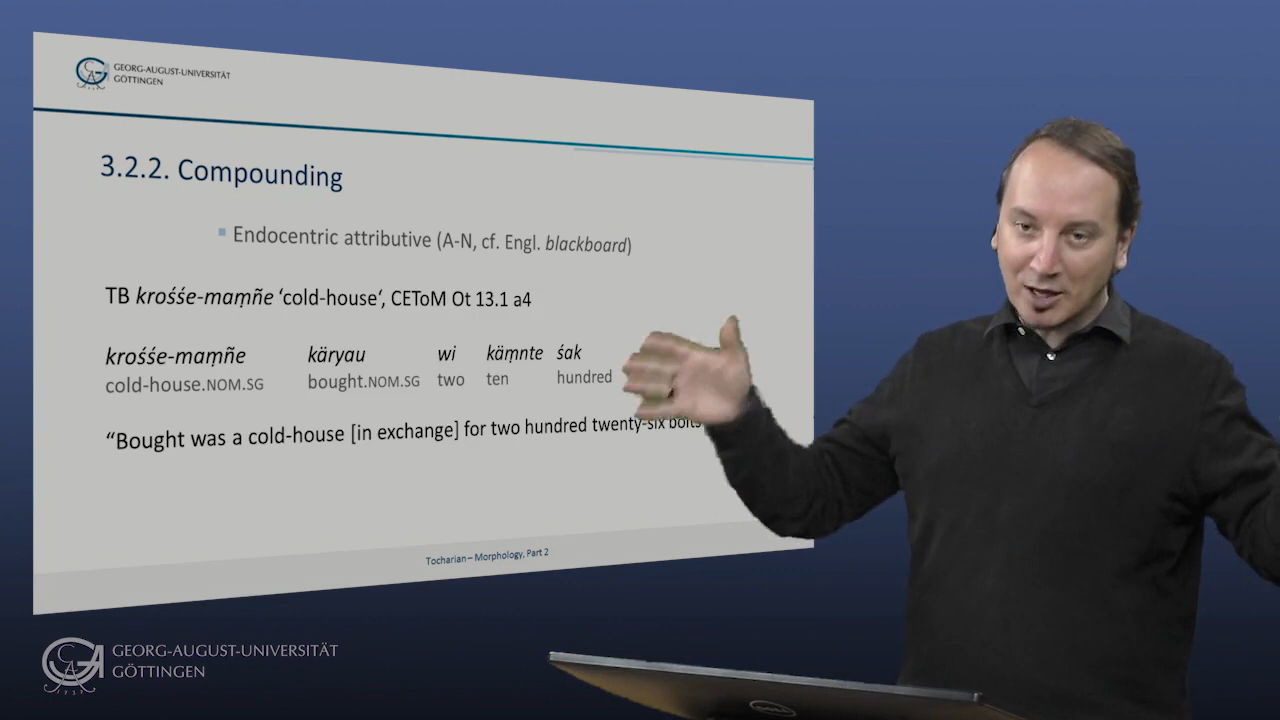 GEORG-AUGUST-UNIVERSITÄT
GÖTTINGEN
3.2.2. Compounding
Endocentric attributive (A-N, cf. Engl. blackboard)
TB krośśe-maṃñe ‘cold-house‘, CEToM Ot 13.1 a4
krośśe-maṃñe käryau wi käṃnte śak
cold-house.NOM.SG bought.NOM.SG two ten hundred
“Bought was a cold-house [in exchange] for two hundred twenty-six bolts
Tocharian – Morphology, Part 2
GEORG-AUGUST-UNIVERSITÄT
GÖTTINGEN
DELL